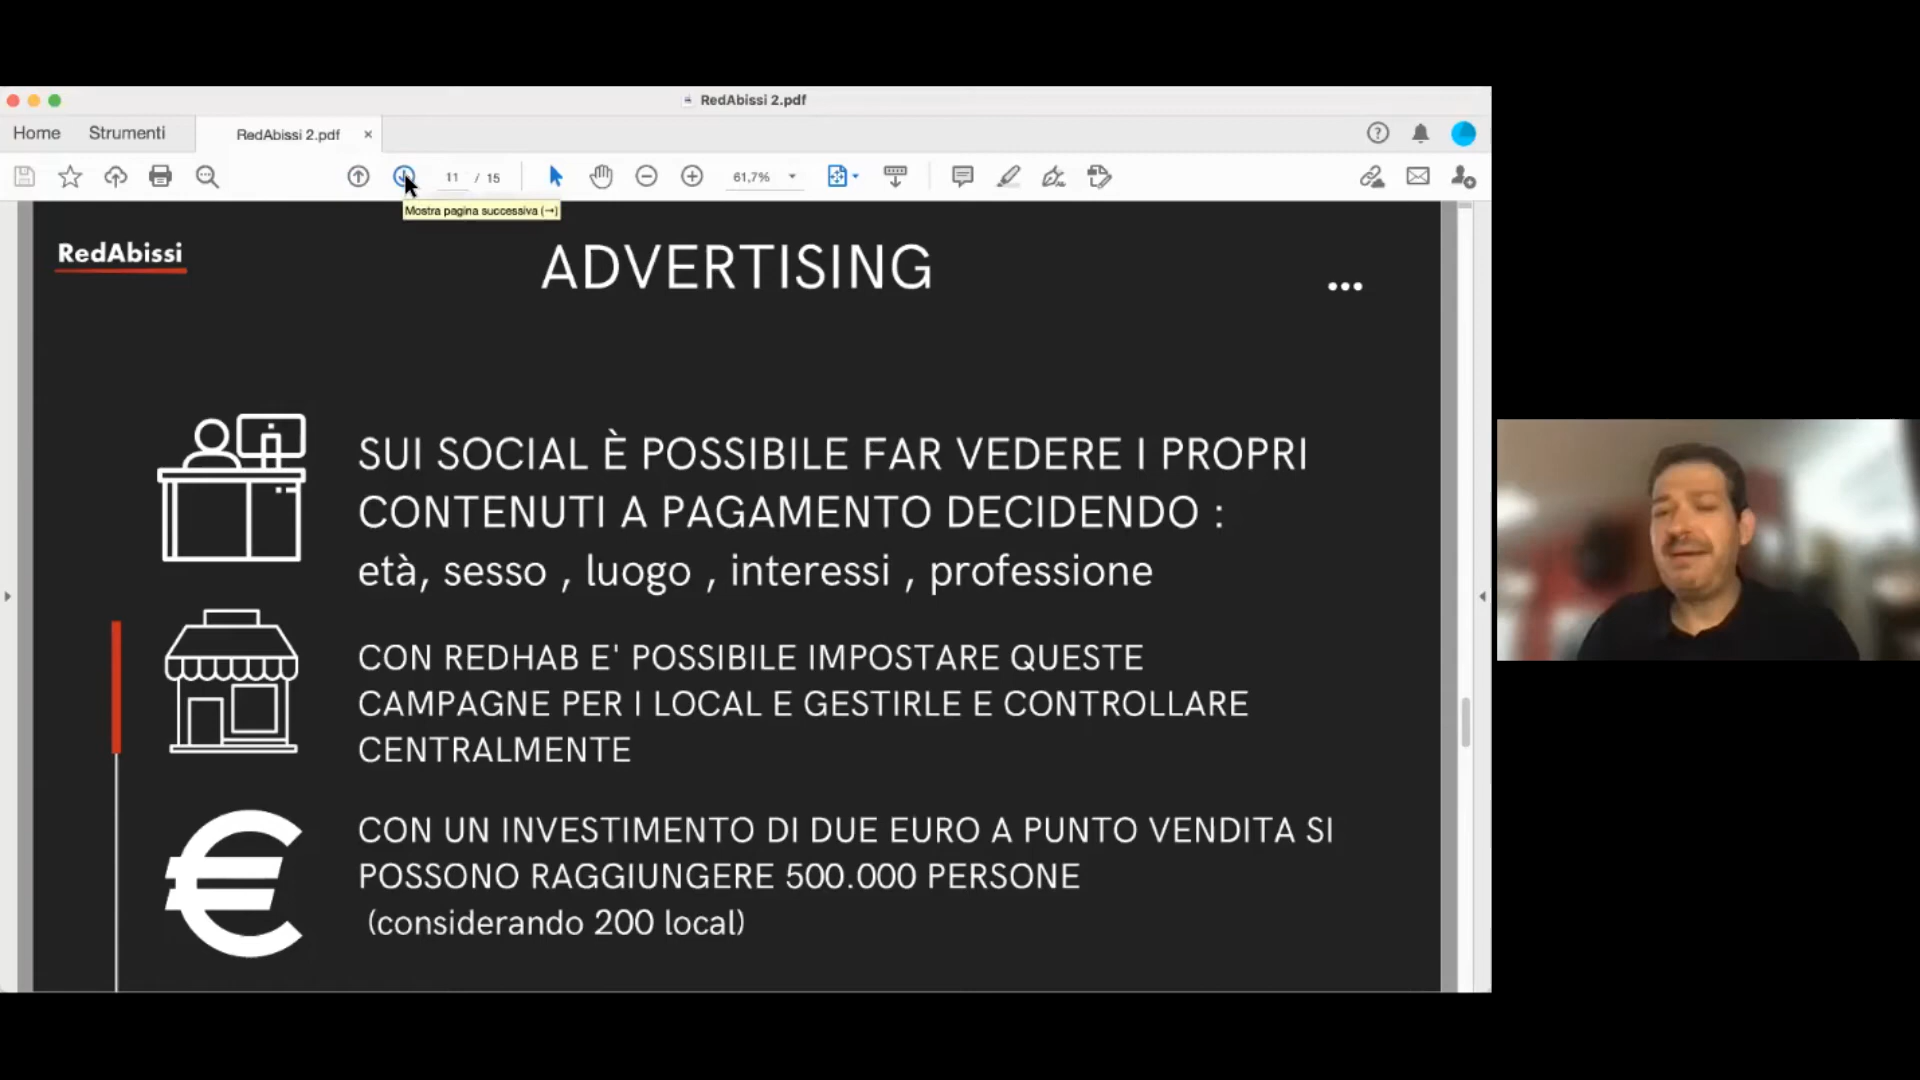 RedAbissi 2.pdf
Home
Strumenti
RedAbissi 2.pdf
11 / 15
61,7%
Mostra pagina successiva (→)
RedAbissi
ADVERTISING
...
SUI SOCIAL È POSSIBILE FAR VEDERE I PROPRI
CONTENUTI A PAGAMENTO DECIDENDO :
età, sesso , luogo , interessi , professione
CON REDHAB E' POSSIBILE IMPOSTARE QUESTE
CAMPAGNE PER I LOCAL E GESTIRLE E CONTROLLARE
CENTRALMENTE
€
CON UN INVESTIMENTO DI DUE EURO A PUNTO VENDITA SI
POSSONO RAGGIUNGERE 500.000 PERSONE
(considerando 200 local)